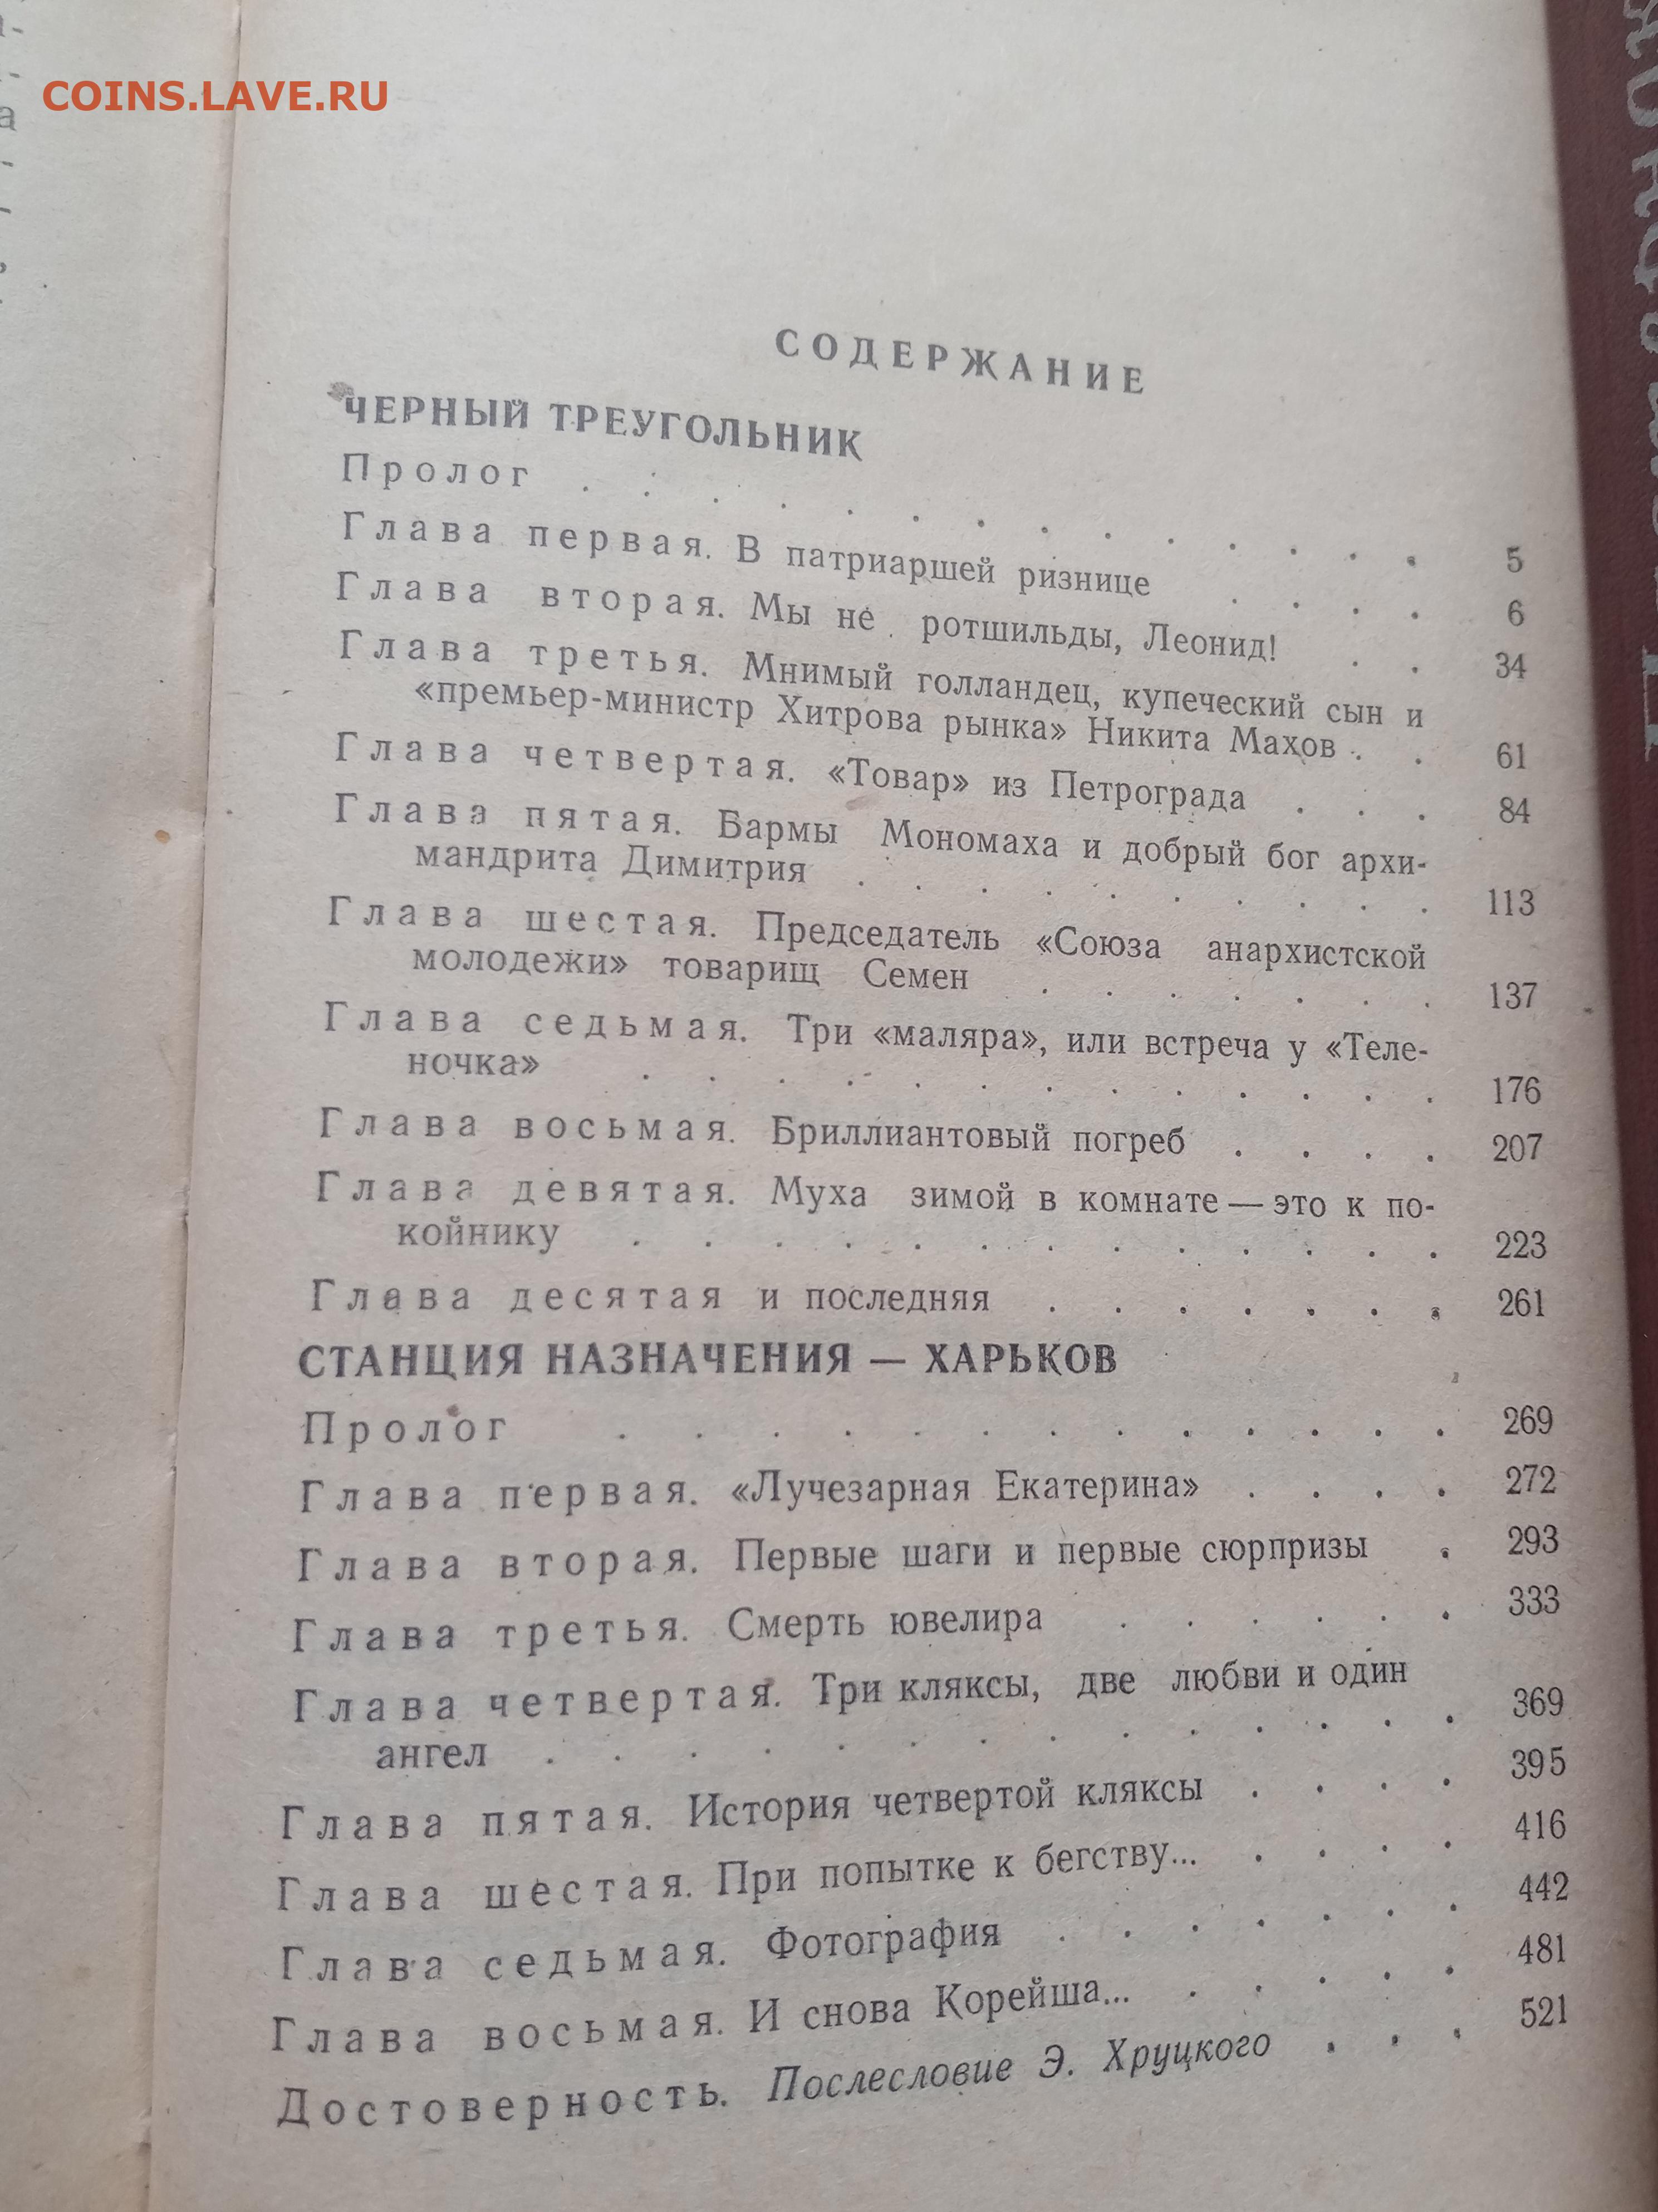 COINS.LAVE.RU
СОДЕРЖАНИЕ
ЧЕРНЫЙ ТРЕУГОЛЬНИК
Пролог . . . . . . . . . . . . . . 5
Глава первая. В патриаршей ризнице . . . . 6
Глава вторая. Мы не ротшильды, Леонид! . . 34
Глава третья. Мнимый голландец, купеческий сын и
«премьер-министр Хитрова рынка» Никита Махов . . 61
Глава четвертая. «Товар» из Петрограда . . . 84
Глава пятая. Бармы Мономаха и добрый бог архи-
мандрита Димитрия . . . . . . . . . 113
Глава шестая. Председатель «Союза анархистской
молодежи» товарищ Семен . . . . . . . 137
Глава седьмая. Три «маляра», или встреча у «Теле-
ночка» . . . . . . . . . . . . . 176
Глава восьмая. Бриллиантовый погреб . . . . 207
Глава девятая. Муха зимой в комнате — это к по-
койнику . . . . . . . . . . . . . 223
Глава десятая и последняя . . . . . . . 261
СТАНЦИЯ НАЗНАЧЕНИЯ — ХАРЬКОВ
Пролог . . . . . . . . . . . . . 269
Глава первая. «Лучезарная Екатерина» . . . . 272
Глава вторая. Первые шаги и первые сюрпризы . 293
Глава третья. Смерть ювелира . . . . . . 333
Глава четвертая. Три кляксы, две любви и один
ангел . . . . . . . . . . . . . . 369
Глава пятая. История четвертой кляксы . . . . 395
Глава шестая. При попытке к бегству... . . . . 416
Глава седьмая. Фотография . . . . . . . 442
Глава восьмая. И снова Корейша... . . . . . 481
Достоверность. Послесловие Э. Хруцкого . . . 521